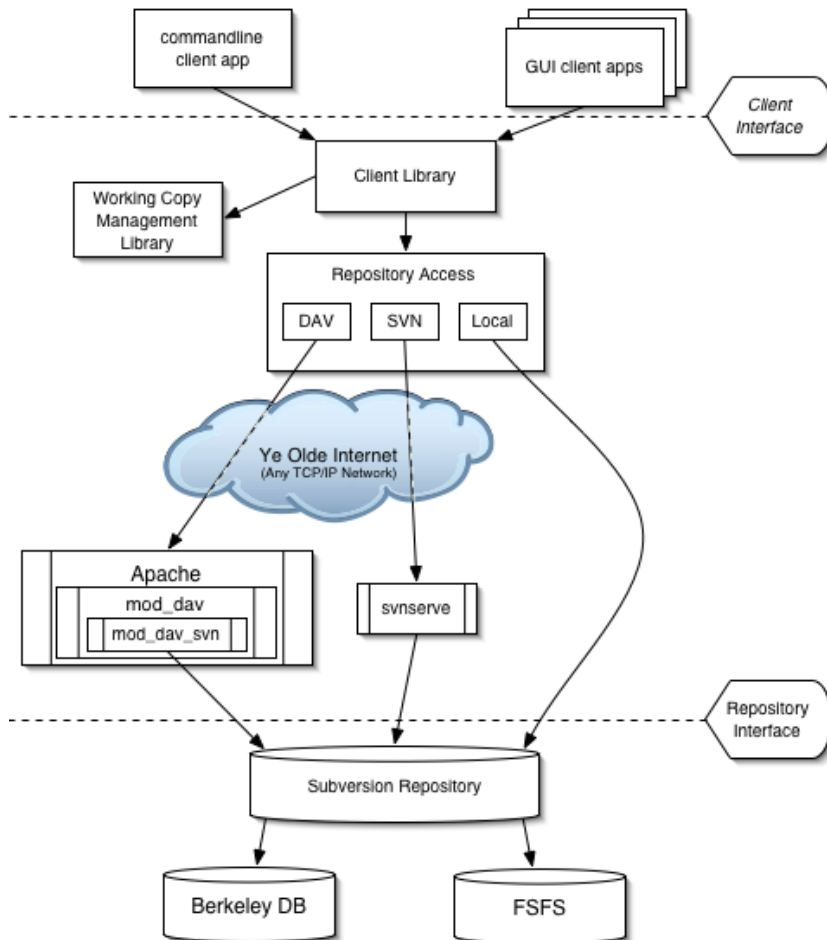 commandline
client app
GUI client apps
Client
Interface
Client Library
Working Copy
Management
Library
Repository Access
DAV
SVN
Local
Ye Olde Internet
(Any TCP/IP Network)
Apache
mod_dav
mod_dav_svn
svnserve
Repository
Interface
Subversion Repository
Berkeley DB
FSFS